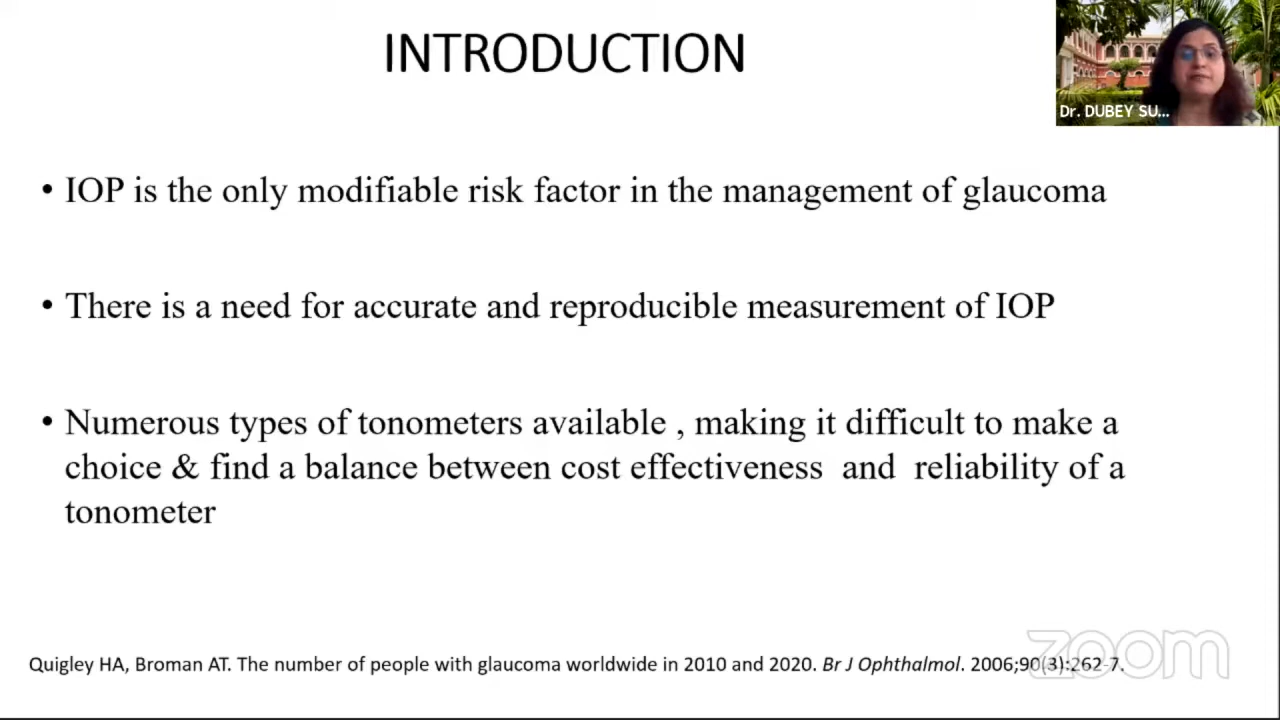 INTRODUCTION
Dr. DUBEY SU...
• IOP is the only modifiable risk factor in the management of glaucoma
• There is a need for accurate and reproducible measurement of IOP
• Numerous types of tonometers available , making it difficult to make a
choice & find a balance between cost effectiveness and reliability of a
tonometer
zoom
Quigley HA, Broman AT. The number of people with glaucoma worldwide in 2010 and 2020. Br J Ophthalmol. 2006;90(3):262-7.